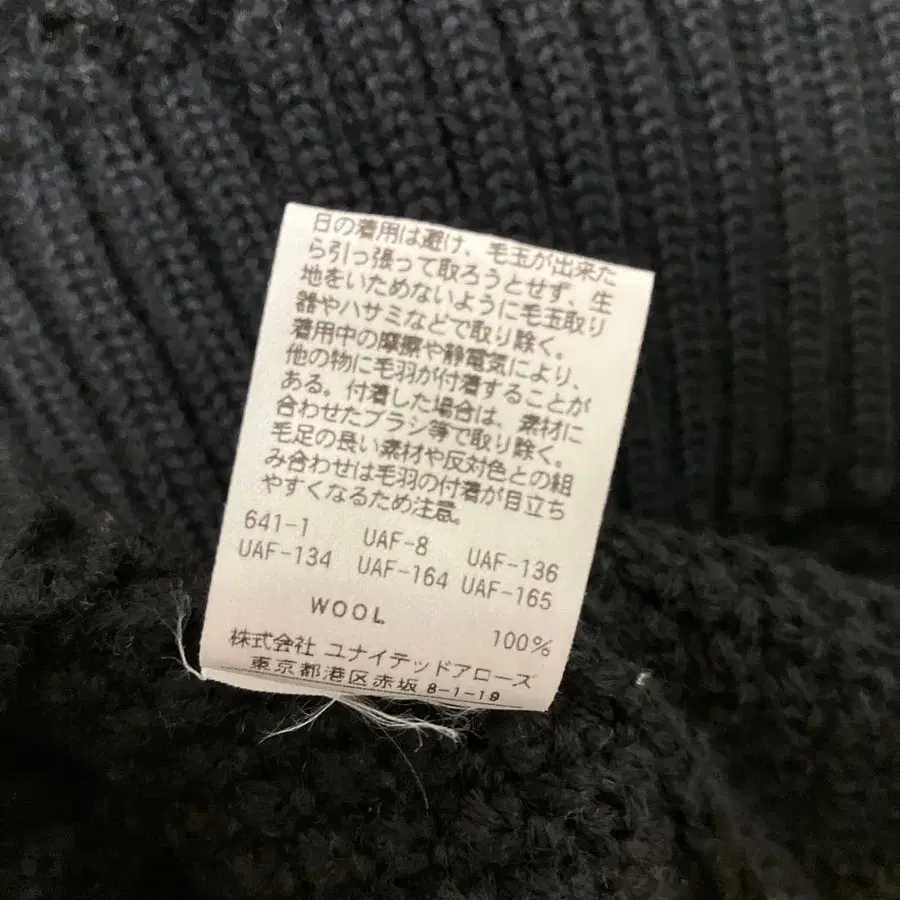 日の着用は避け、毛玉が出来た
ら引っ張って取ろうとせず、生
地をいためないように毛玉取り
器やハサミなどで取り除く。
着用中の摩擦や静電気により、
他の物に毛羽が付着することが
ある。付着した場合は、素材に
合わせたブラシ等で取り除く。
毛足の長い素材や反対色との組
み合わせは毛羽の付着が目立ち
やすくなるため注意。
641-1 UAF-8 UAF-136
UAF-134 UAF-164 UAF-165
WOOL 100%
株式会社 ユナイテッドアローズ
東京都港区赤坂 8-1-19